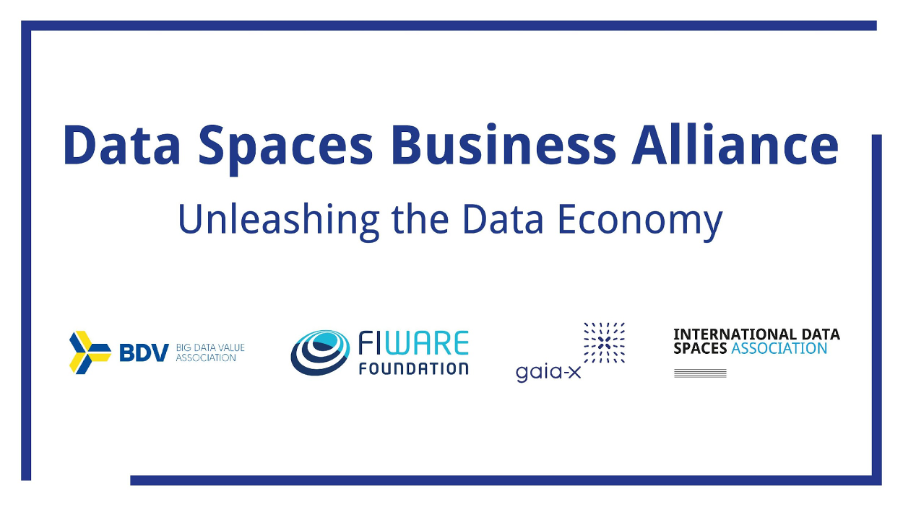 Data Spaces Business Alliance
Unleashing the Data Economy
BDV
BIG DATA VALUE
ASSOCIATION
FIWARE
FOUNDATION
gaia-x
INTERNATIONAL DATA
SPACES ASSOCIATION